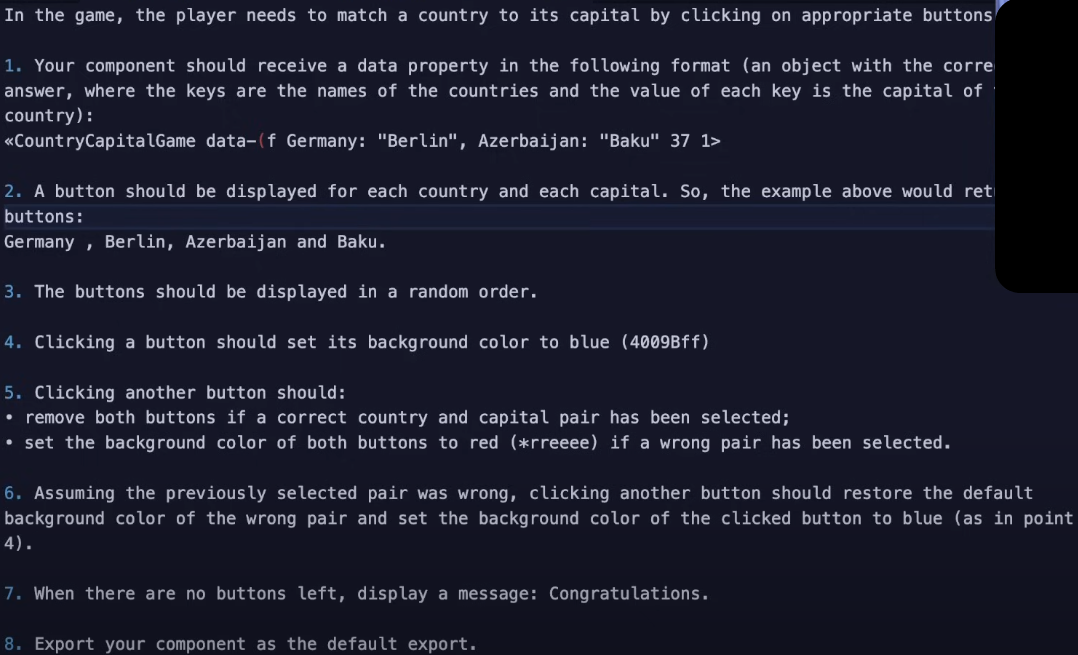 In the game, the player needs to match a country to its capital by clicking on appropriate buttons
1. Your component should receive a data property in the following format (an object with the
answer, where the keys are the names of the countries and the value of each key is the capital of
country):
«CountryCapitalGame data-(f Germany: "Berlin", Azerbaijan: "Baku" 37 1>
2. A button should be displayed for each country and each capital. So, the example above would
buttons:
Germany , Berlin, Azerbaijan and Baku.
3. The buttons should be displayed in a random order.
4. Clicking a button should set its background color to blue (4009Bff)
5. Clicking another button should:
• remove both buttons if a correct country and capital pair has been selected;
• set the background color of both buttons to red (*rreeee) if a wrong pair has been selected.
6. Assuming the previously selected pair was wrong, clicking another button should restore the default
background color of the wrong pair and set the background color of the clicked button to blue (as in point
4).
7. When there are no buttons left, display a message: Congratulations.
8. Export your component as the default export.